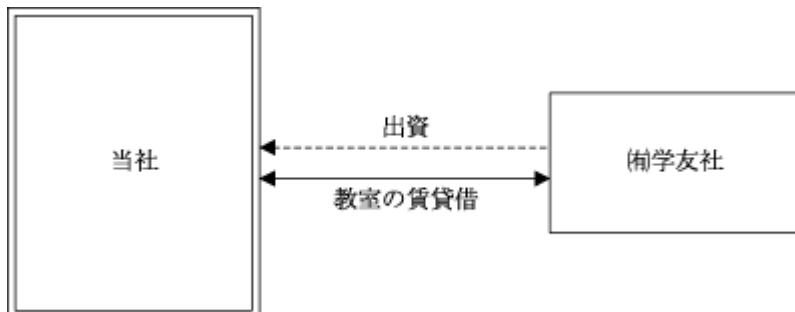 当社
出資
教室の賃貸借
㈲学友社